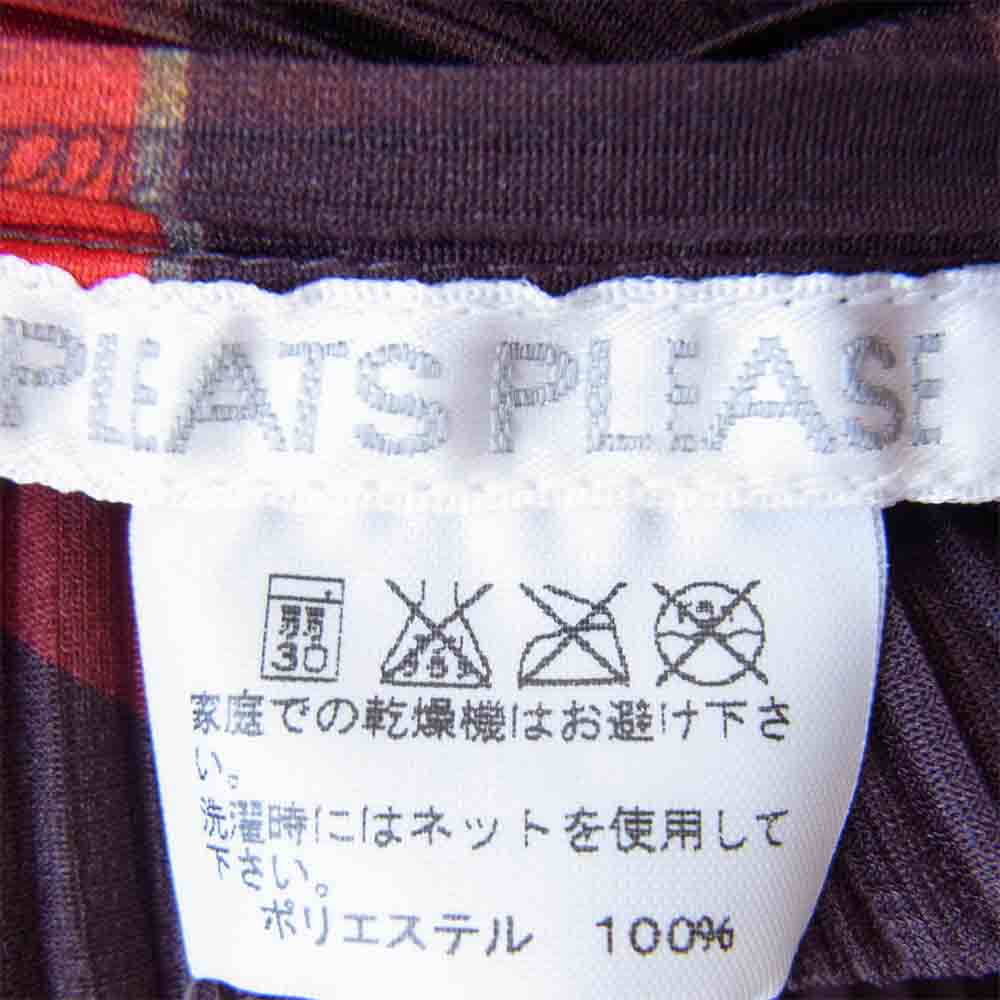 PLEATS PLEASE
弱
30
家庭での乾燥機はお避け下さ
い。
洗濯時にはネットを使用して
下さい。
ポリエステル 100%